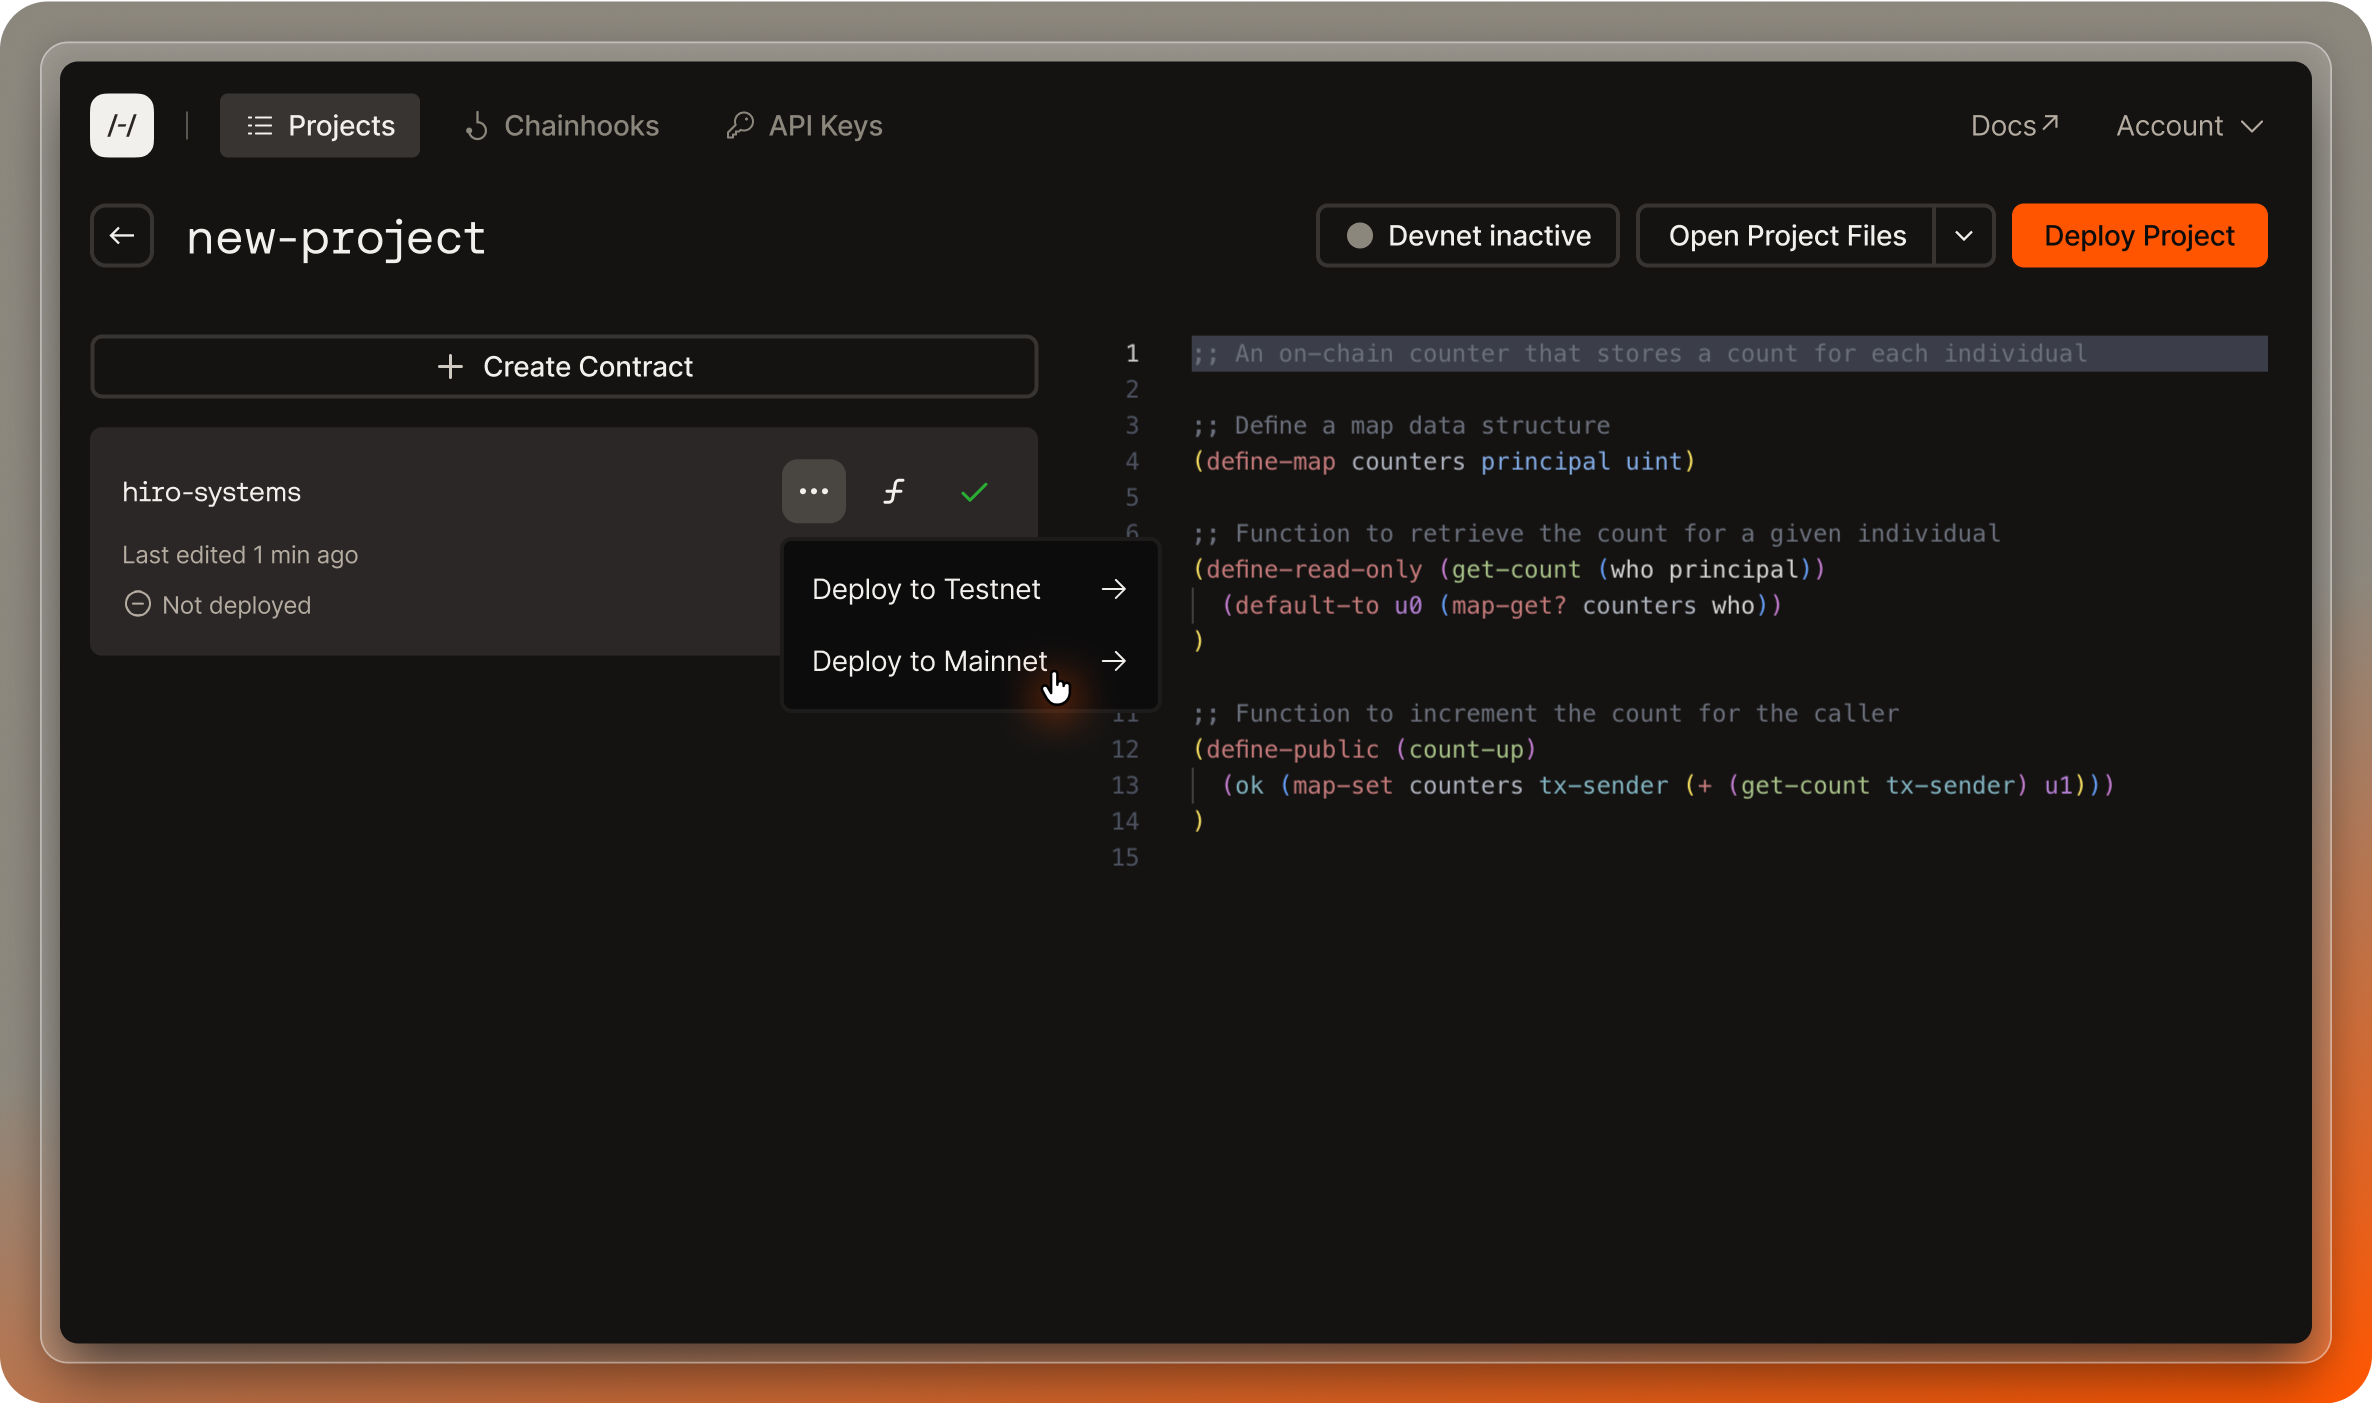 /-/
Projects
Chainhooks
API Keys
Docs
Account
new-project
Devnet inactive
Open Project Files
Deploy Project
Create Contract
hiro-systems
Last edited 1 min ago
Not deployed
Deploy to Testnet
Deploy to Mainnet
1 ;; An on-chain counter that stores a count for each individual
2
3 ;; Define a map data structure
4 (define-map counters principal uint)
5
6 ;; Function to retrieve the count for a given individual
(define-read-only (get-count (who principal))
(default-to u0 (map-get? counters who))
)
11 ;; Function to increment the count for the caller
12 (define-public (count-up)
13 (ok (map-set counters tx-sender (+ (get-count tx-sender) u1)))
14 )
15